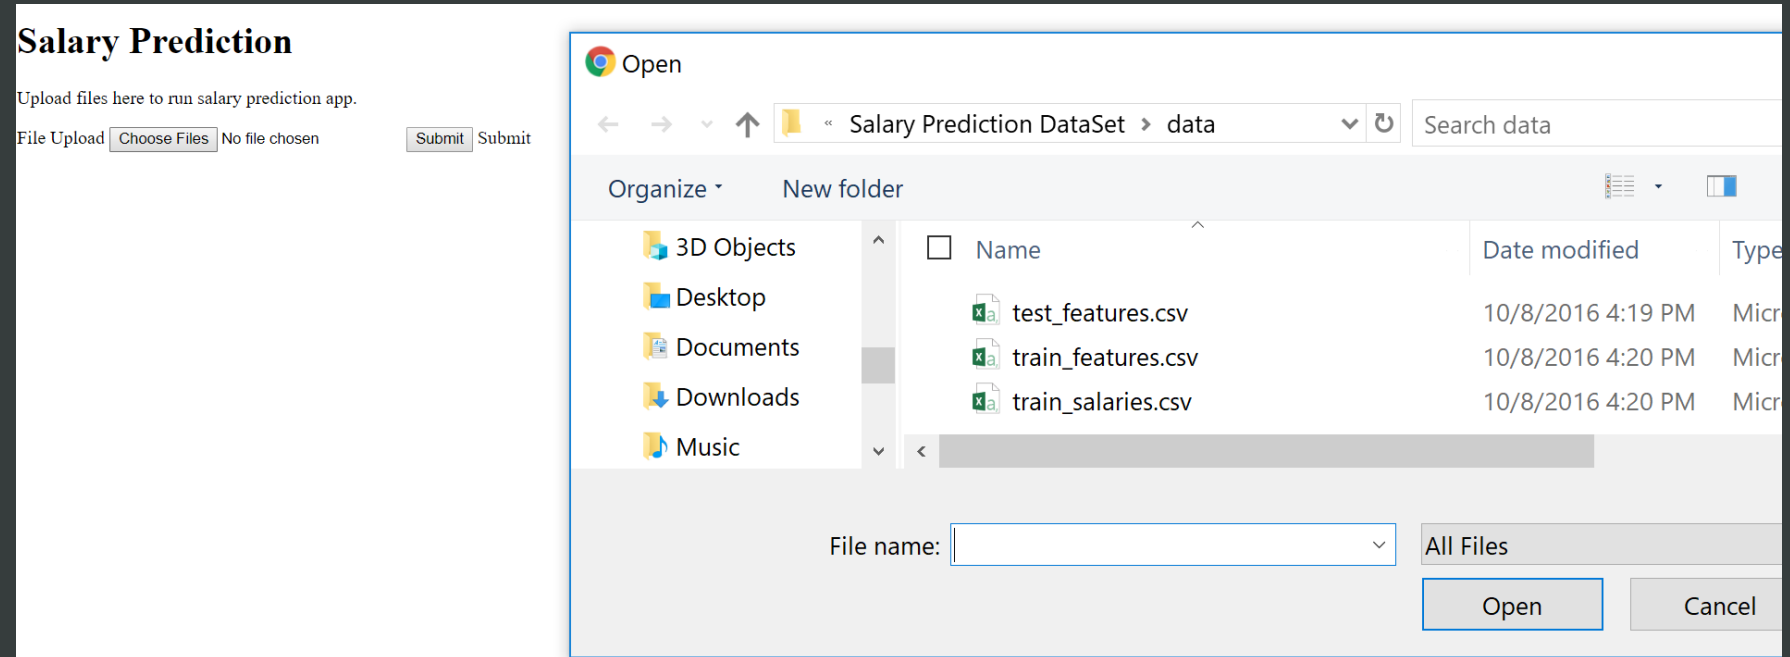 Salary Prediction
Upload files here to run salary prediction app.
File Upload Choose Files No file chosen Submit Submit
Open
« Salary Prediction DataSet > data
Search data
Organize New folder
3D Objects
Desktop
Documents
Downloads
Music
Name Date modified Type
test_features.csv 10/8/2016 4:19 PM Micr
train_features.csv 10/8/2016 4:20 PM Micr
train_salaries.csv 10/8/2016 4:20 PM Micr
File name: All Files
Open Cancel